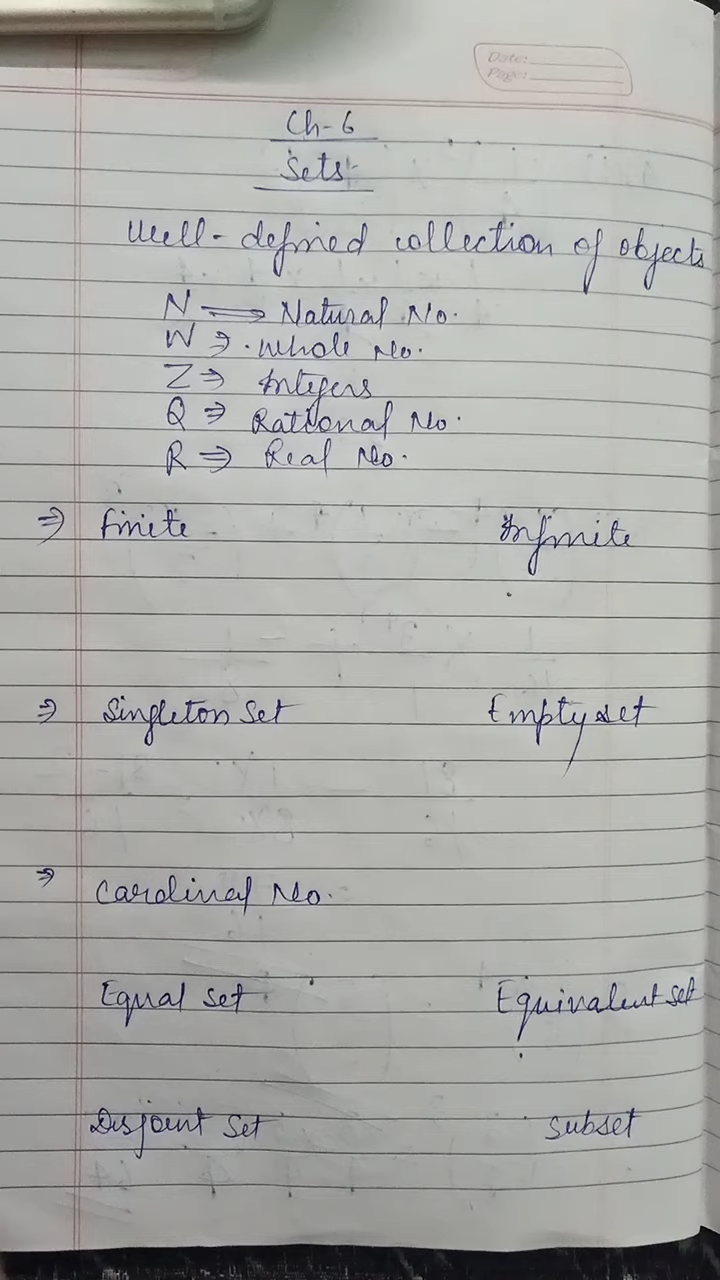 Date:
Page:
Ch-6
Sets:
Well-defined collection of objects
N ⟹ Natural No.
W ⇒ Whole No.
Z ⇒ Integers
Q ⇒ Rational No.
R ⇒ Real No.
⇒ Finite Infinite
⇒ Singleton Set Empty set
⇒ Cardinal No.
Equal Set Equivalent Set
Disjoint Set Subset